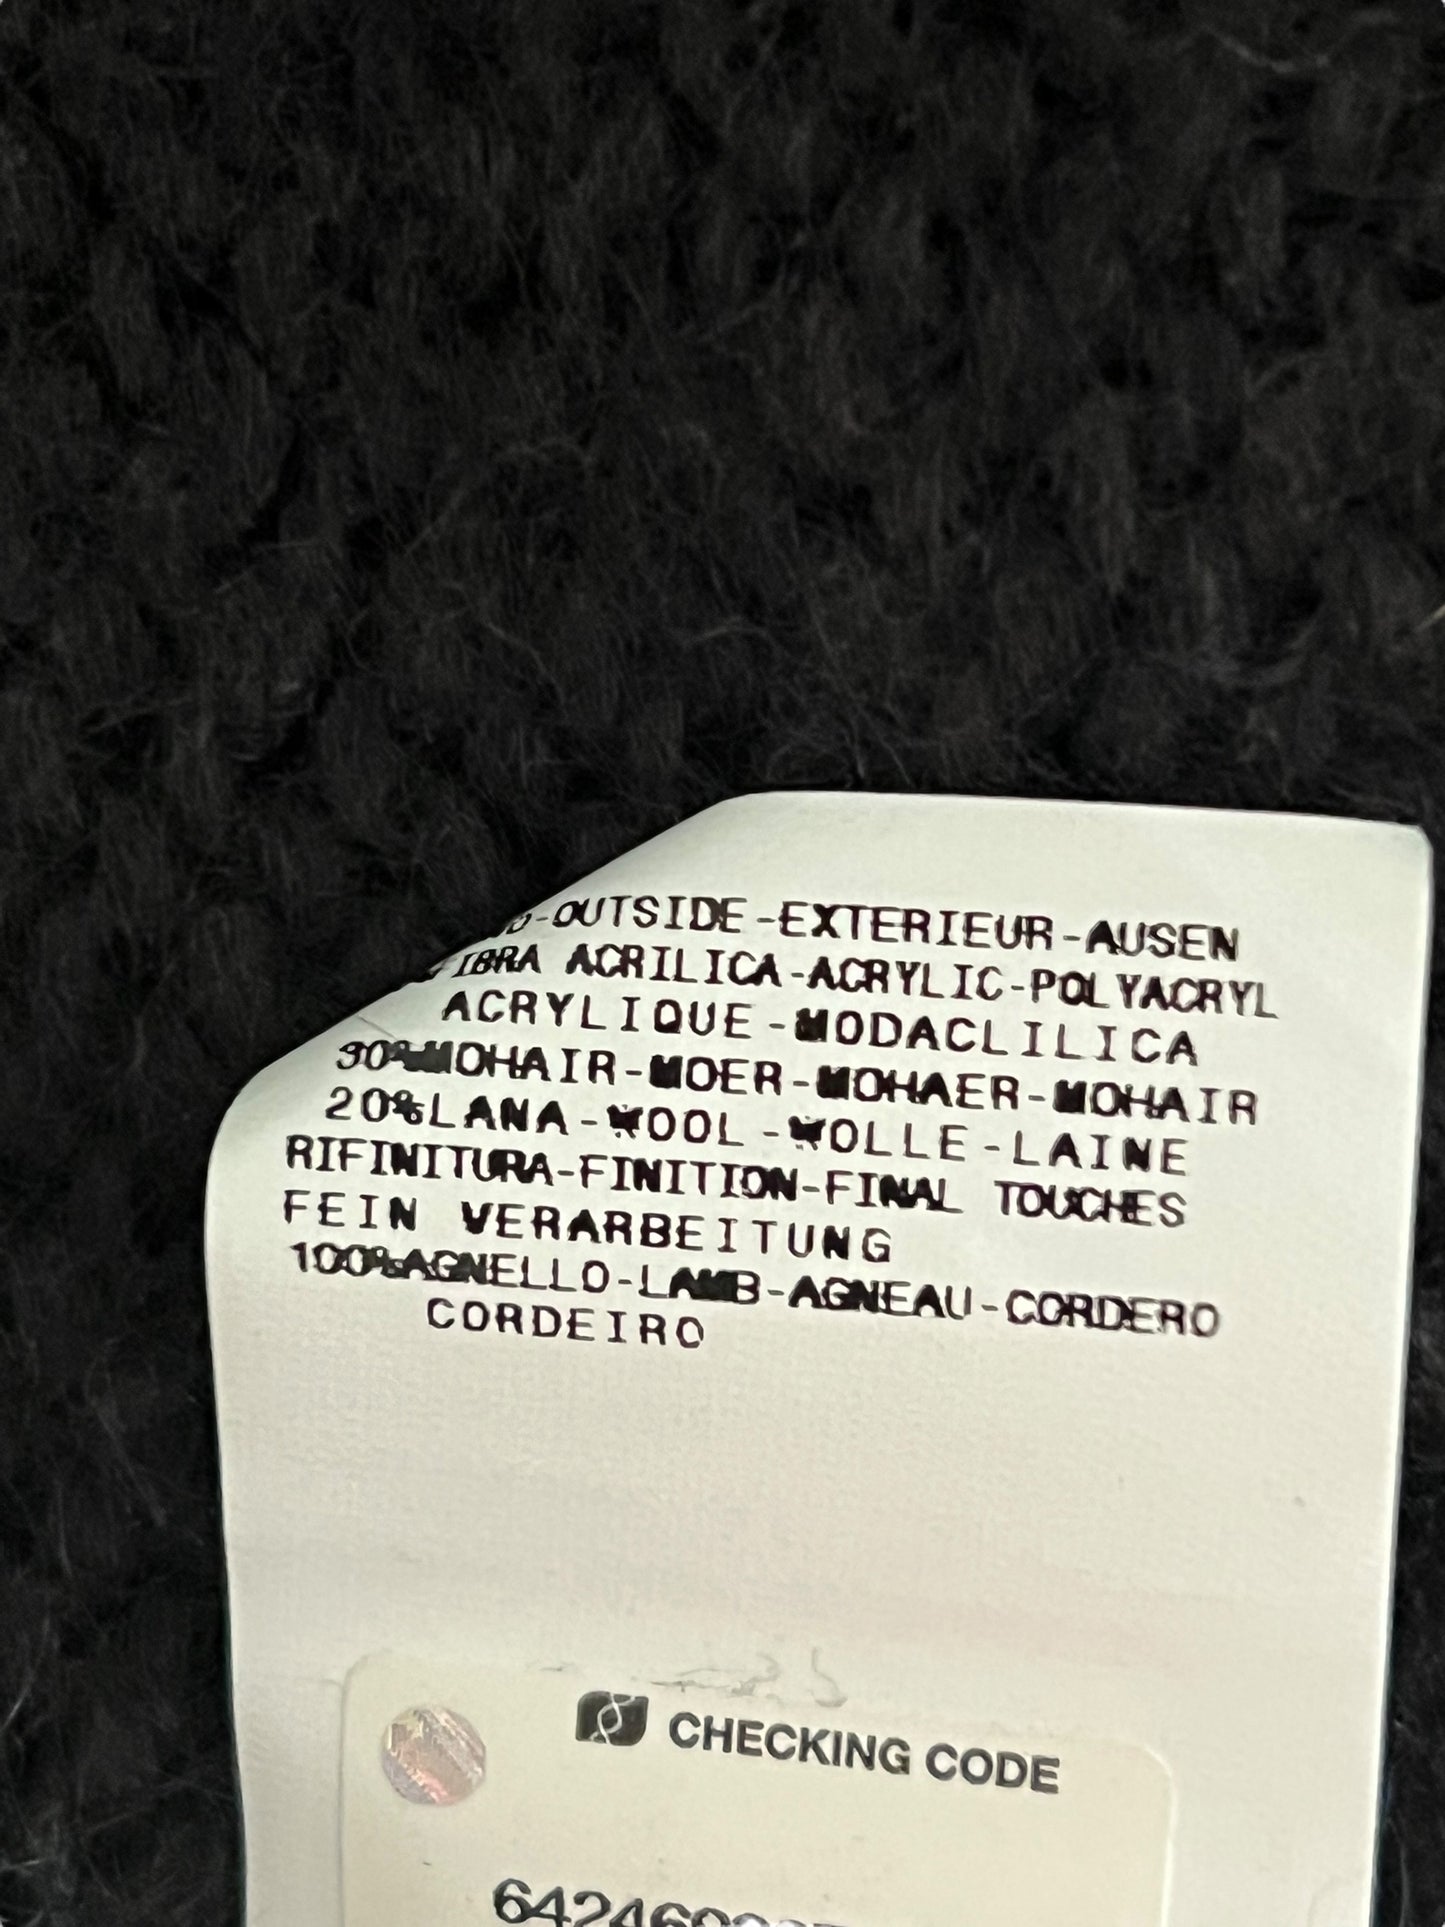 -OUTSIDE-EXTERIEUR-AUSEN
ACRILICA-ACRYLIC-POLYACRYL
ACRYLIQUE-MODACLILICA
30%MOHAIR-MOER-MOHAER-MOHAIR
20%LANA-WOOL-WOLLE-LAINE
RIFINITURA-FINITION-FINAL TOUCHES
FEIN VERARBEITUNG
100%AGNELLO-LAMB-AGNEAU-CORDERO
CORDEIRO
CHECKING CODE